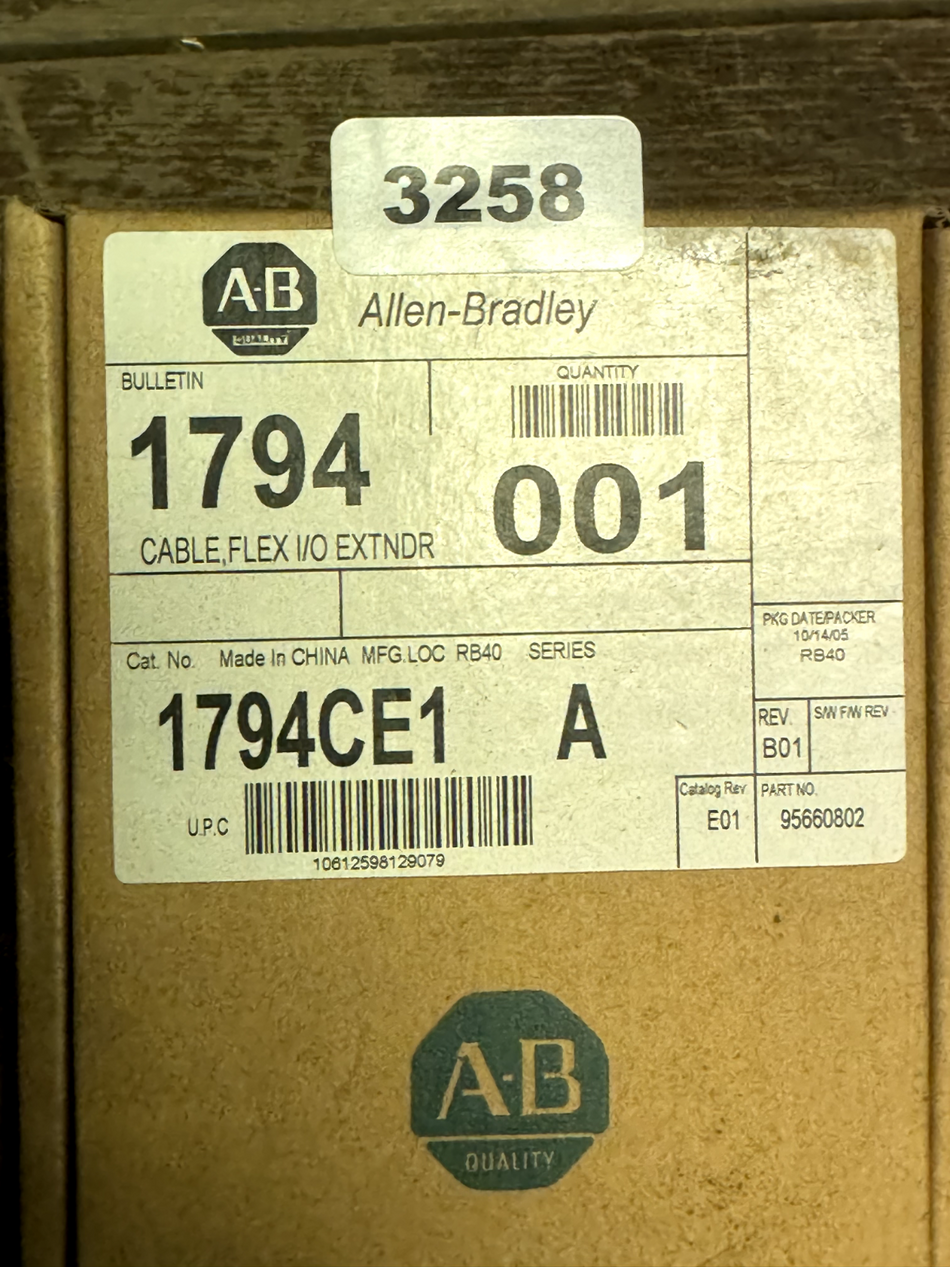 3258
A-B
QUALITY
Allen-Bradley
BULLETIN
1794
CABLE,FLEX I/O EXTNDR
QUANTITY
001
Cat. No. Made In CHINA MFG.LOC RB40 SERIES
1794CE1 A
U.P.C
10612598129079
PKG DATE/PACKER
10/14/05
RB40
REV.
B01
S/W F/W REV
Catalog Rev
E01
PART NO.
95660802
A-B
QUALITY